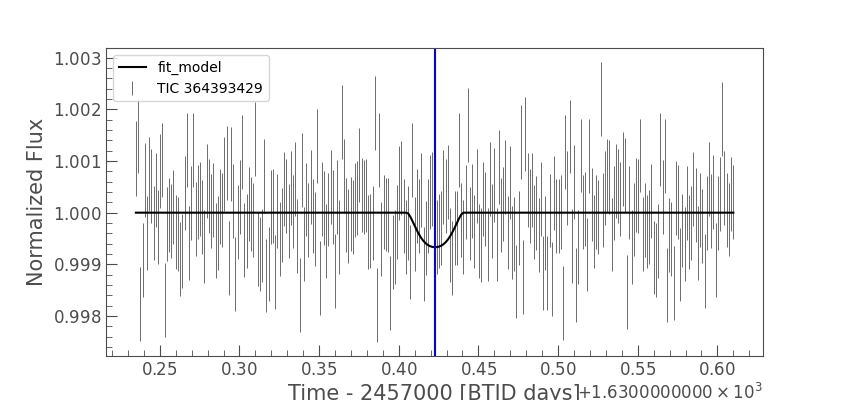 1.003
1.002
1.001
1.000
0.999
0.998
Normalized Flux
fit_model
TIC 364393429
0.25 0.30 0.35 0.40 0.45 0.50 0.55 0.60
Time - 2457000 [BTJD days]
+1.6300000000 × 10³